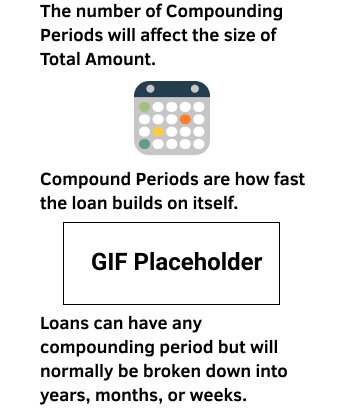 The number of Compounding
Periods will affect the size of
Total Amount.
Compound Periods are how fast
the loan builds on itself.
GIF Placeholder
Loans can have any
compounding period but will
normally be broken down into
years, months, or weeks.